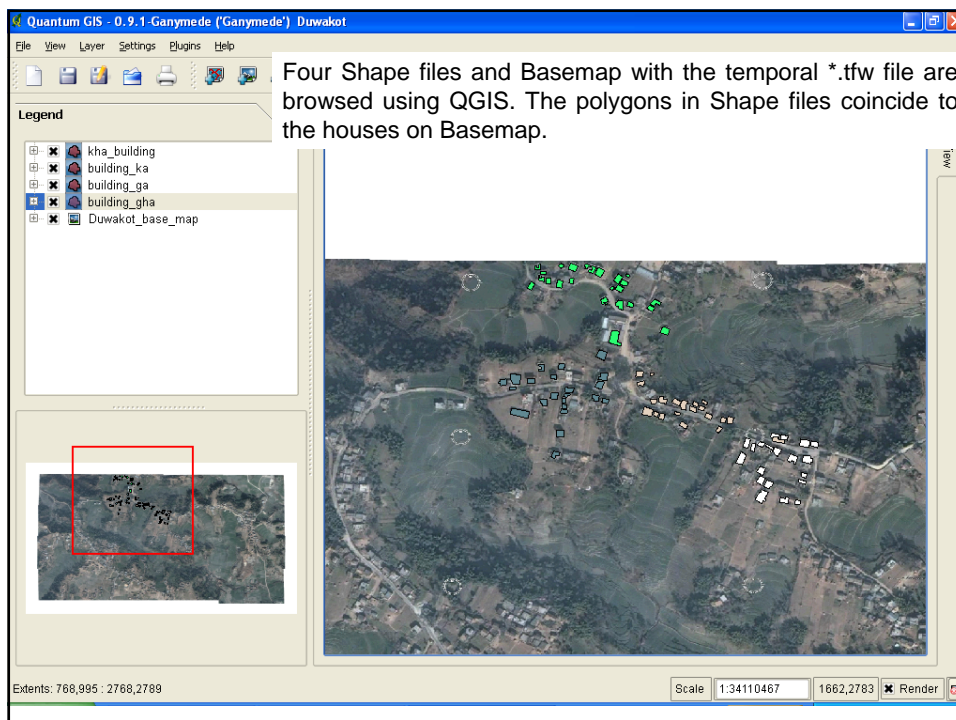 Quantum GIS - 0.9.1-Ganymede ('Ganymede') Duwakot
File View Layer Settings Plugins Help
Four Shape files and Basemap with the temporal *.tfw file are
browsed using QGIS. The polygons in Shape files coincide to
the houses on Basemap.
Legend
kha_building
building_ka
building_ga
building_gha
Duwakot_base_map
Extents: 768,995 : 2768,2789
Scale 1:34110467 1662,2783 Render